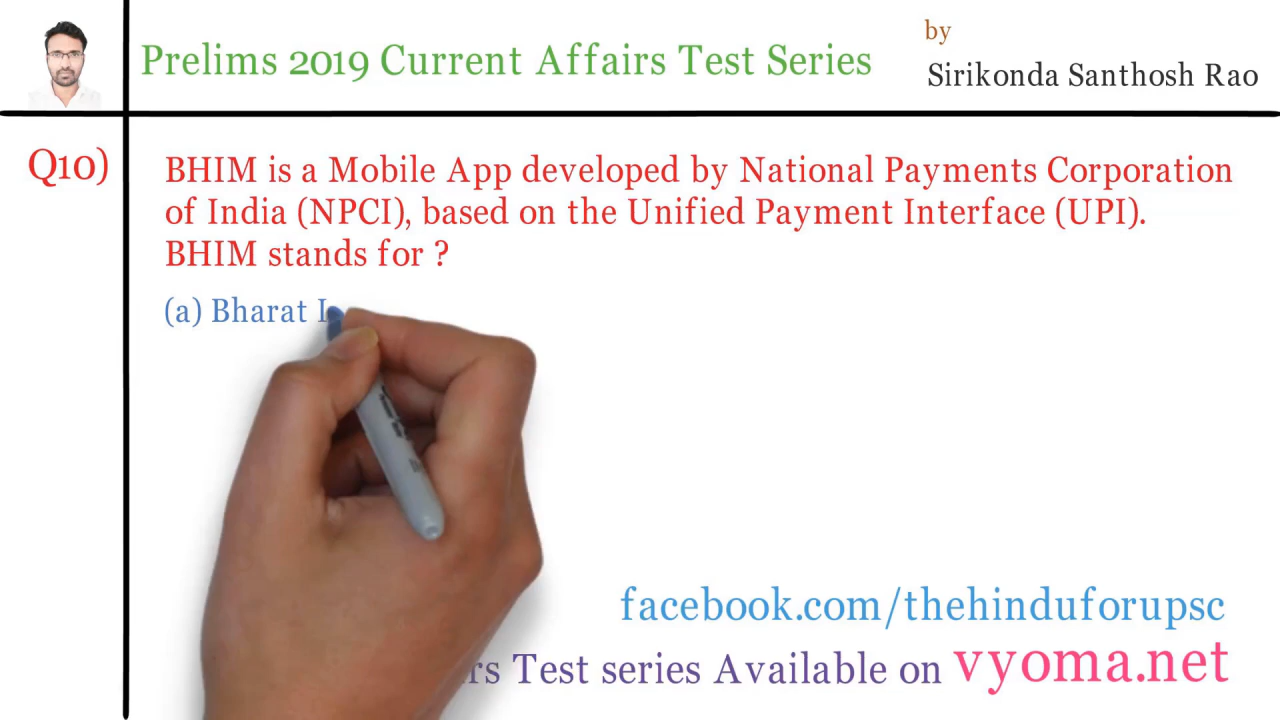 Prelims 2019 Current Affairs Test Series
by
Sirikonda Santhosh Rao
Q10)
BHIM is a Mobile App developed by National Payments Corporation
of India (NPCI), based on the Unified Payment Interface (UPI).
BHIM stands for ?
(a) Bharat
facebook.com/thehinduforupsc
Test series Available on vyoma.net